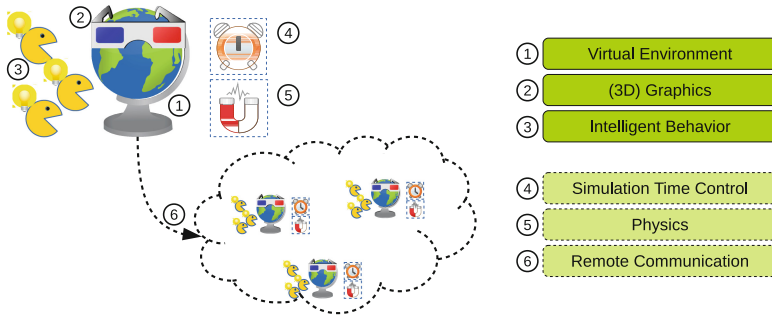 2
4
3
1
5
6
1 Virtual Environment
2 (3D) Graphics
3 Intelligent Behavior
4 Simulation Time Control
5 Physics
6 Remote Communication